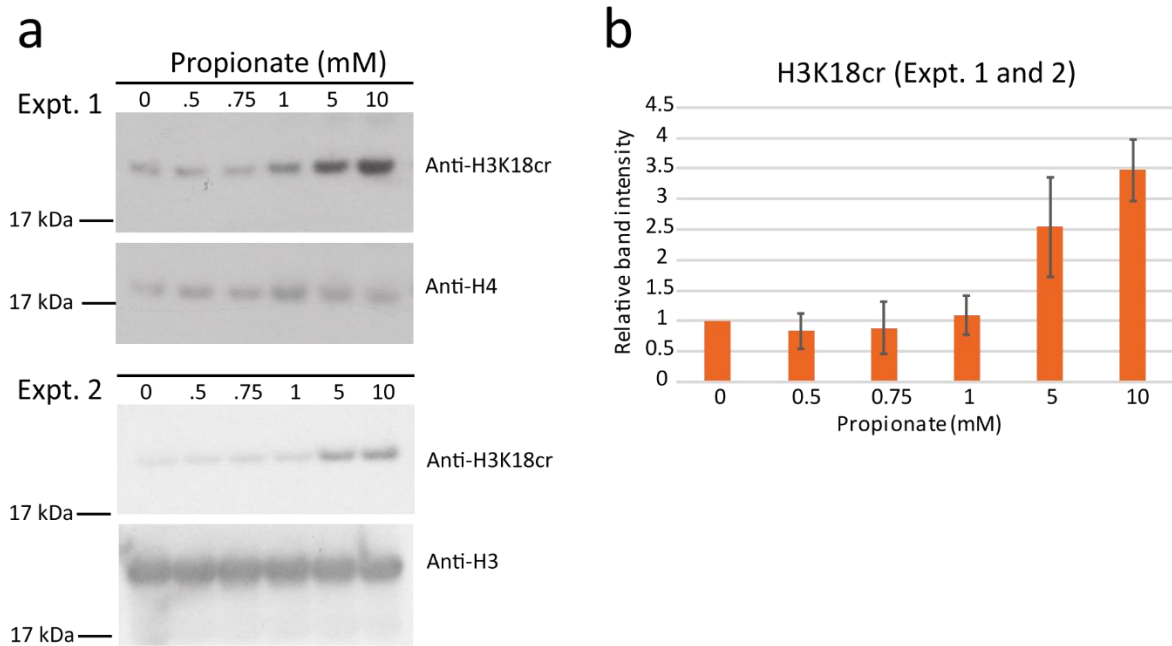 a
Propionate (mM)
Expt. 1
0 .5 .75 1 5 10
Anti-H3K18cr
17 kDa
Anti-H4
17 kDa
Expt. 2
0 .5 .75 1 5 10
Anti-H3K18cr
17 kDa
Anti-H3
17 kDa
b
H3K18cr (Expt. 1 and 2)
Relative band intensity
4.5
4
3.5
3
2.5
2
1.5
1
0.5
0
0 0.5 0.75 1 5 10
Propionate (mM)